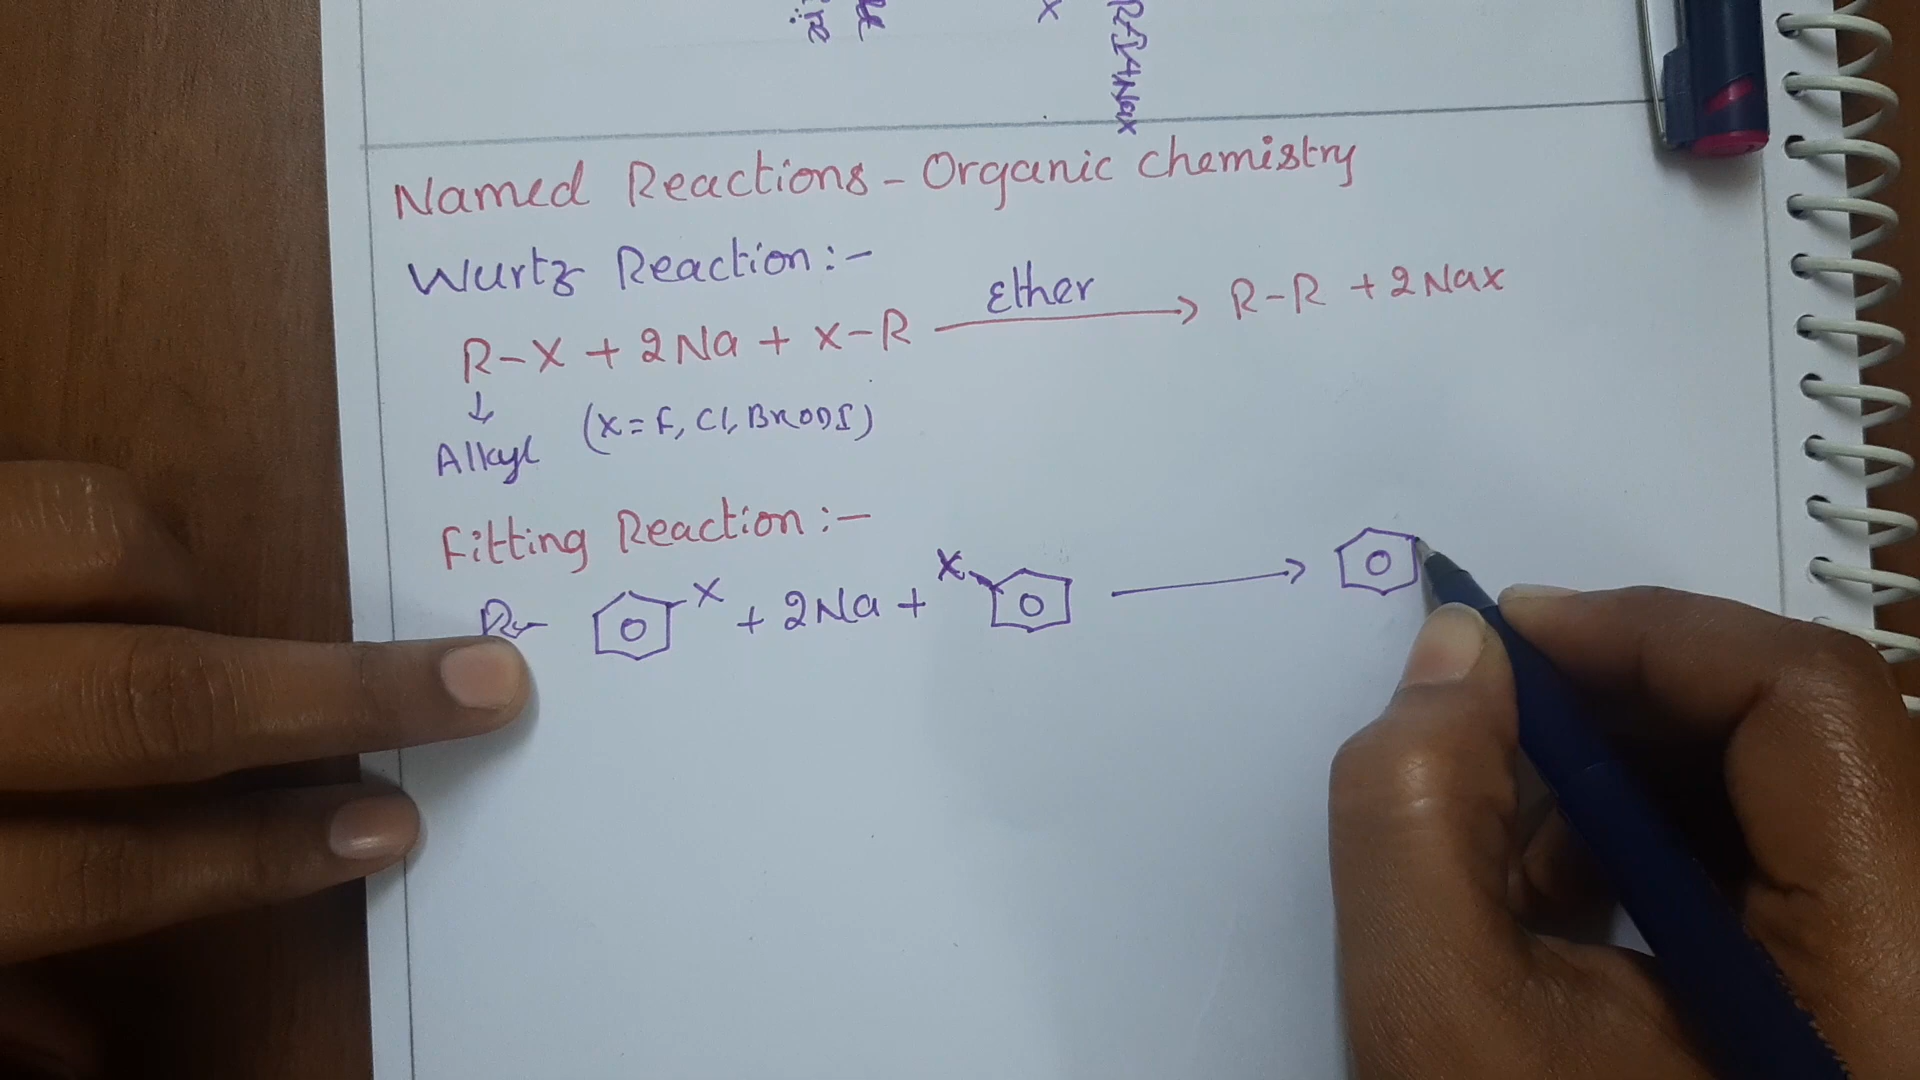 Named Reactions - Organic Chemistry
Wurtz Reaction :-
R-X + 2Na + X-R Ether → R-R + 2Nax
↓
Alkyl (X = F, Cl, Br or I)
Fitting Reaction :-
X + 2Na + X →